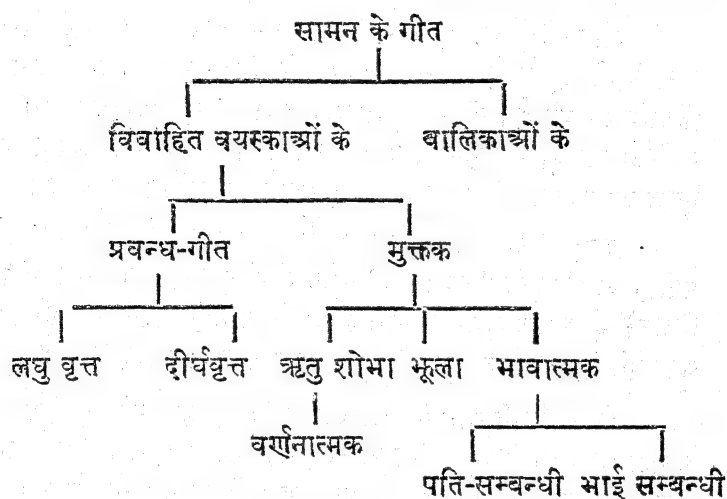 सामन के गीत
विवाहित वयस्काओं के बालिकाओं के
प्रबन्ध-गीत मुक्तक
लघु वृत्त दीर्घवृत्त ऋतु शोभा झूला भावात्मक
वर्णनात्मक
पति-सम्बन्धी भाई सम्बन्धी